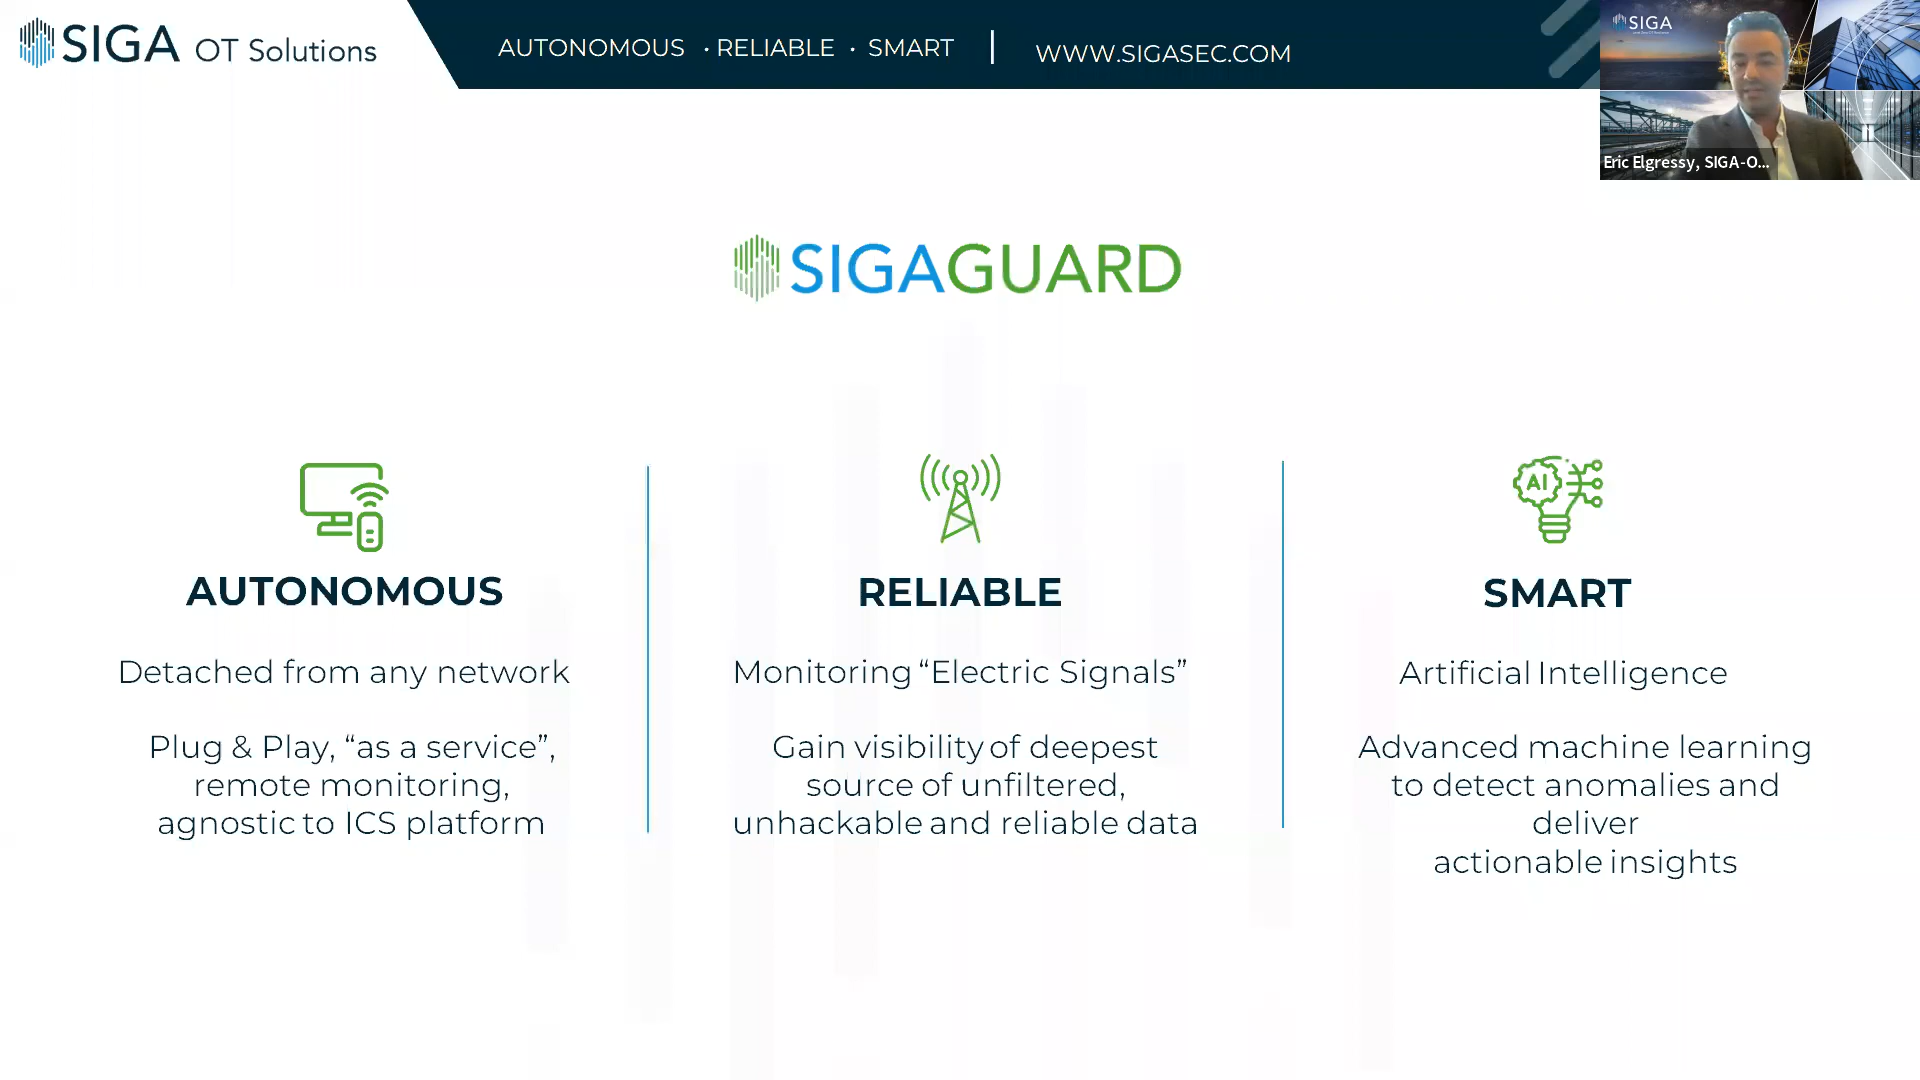 SIGA OT Solutions
AUTONOMOUS · RELIABLE · SMART | WWW.SIGASEC.COM
SIGA
Eric Elgressy, SIGA-O...
SIGAGUARD
AUTONOMOUS
Detached from any network
Plug & Play, “as a service”,
remote monitoring,
agnostic to ICS platform
RELIABLE
Monitoring “Electric Signals”
Gain visibility of deepest
source of unfiltered,
unhackable and reliable data
AI
SMART
Artificial Intelligence
Advanced machine learning
to detect anomalies and
deliver
actionable insights